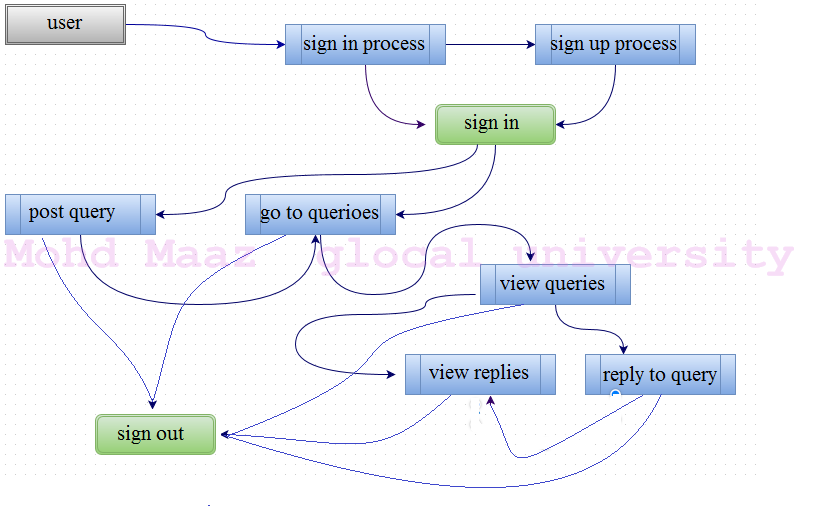 user
sign in process
sign up process
sign in
post query
go to querioes
Mohd Maaz glocal university
view queries
view replies
reply to query
sign out